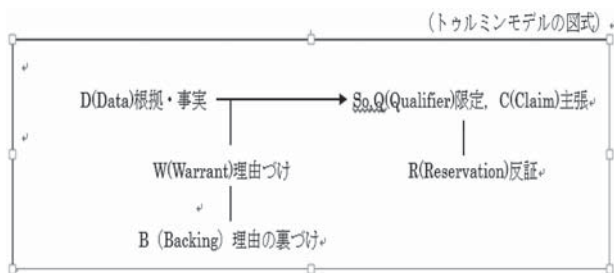 (トゥルミンモデルの図式)
D(Data)根拠・事実 So,Q(Qualifier)限定, C(Claim)主張
W(Warrant)理由づけ R(Reservation)反証
B (Backing) 理由の裏づけ